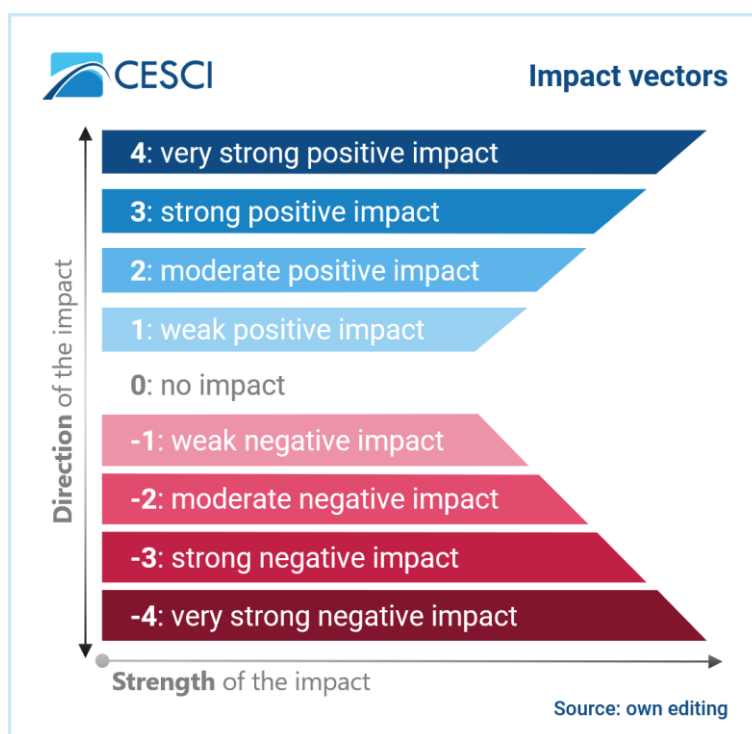 CESCI
Impact vectors
4: very strong positive impact
3: strong positive impact
2: moderate positive impact
1: weak positive impact
0: no impact
-1: weak negative impact
-2: moderate negative impact
-3: strong negative impact
-4: very strong negative impact
Direction of the impact
Strength of the impact
Source: own editing